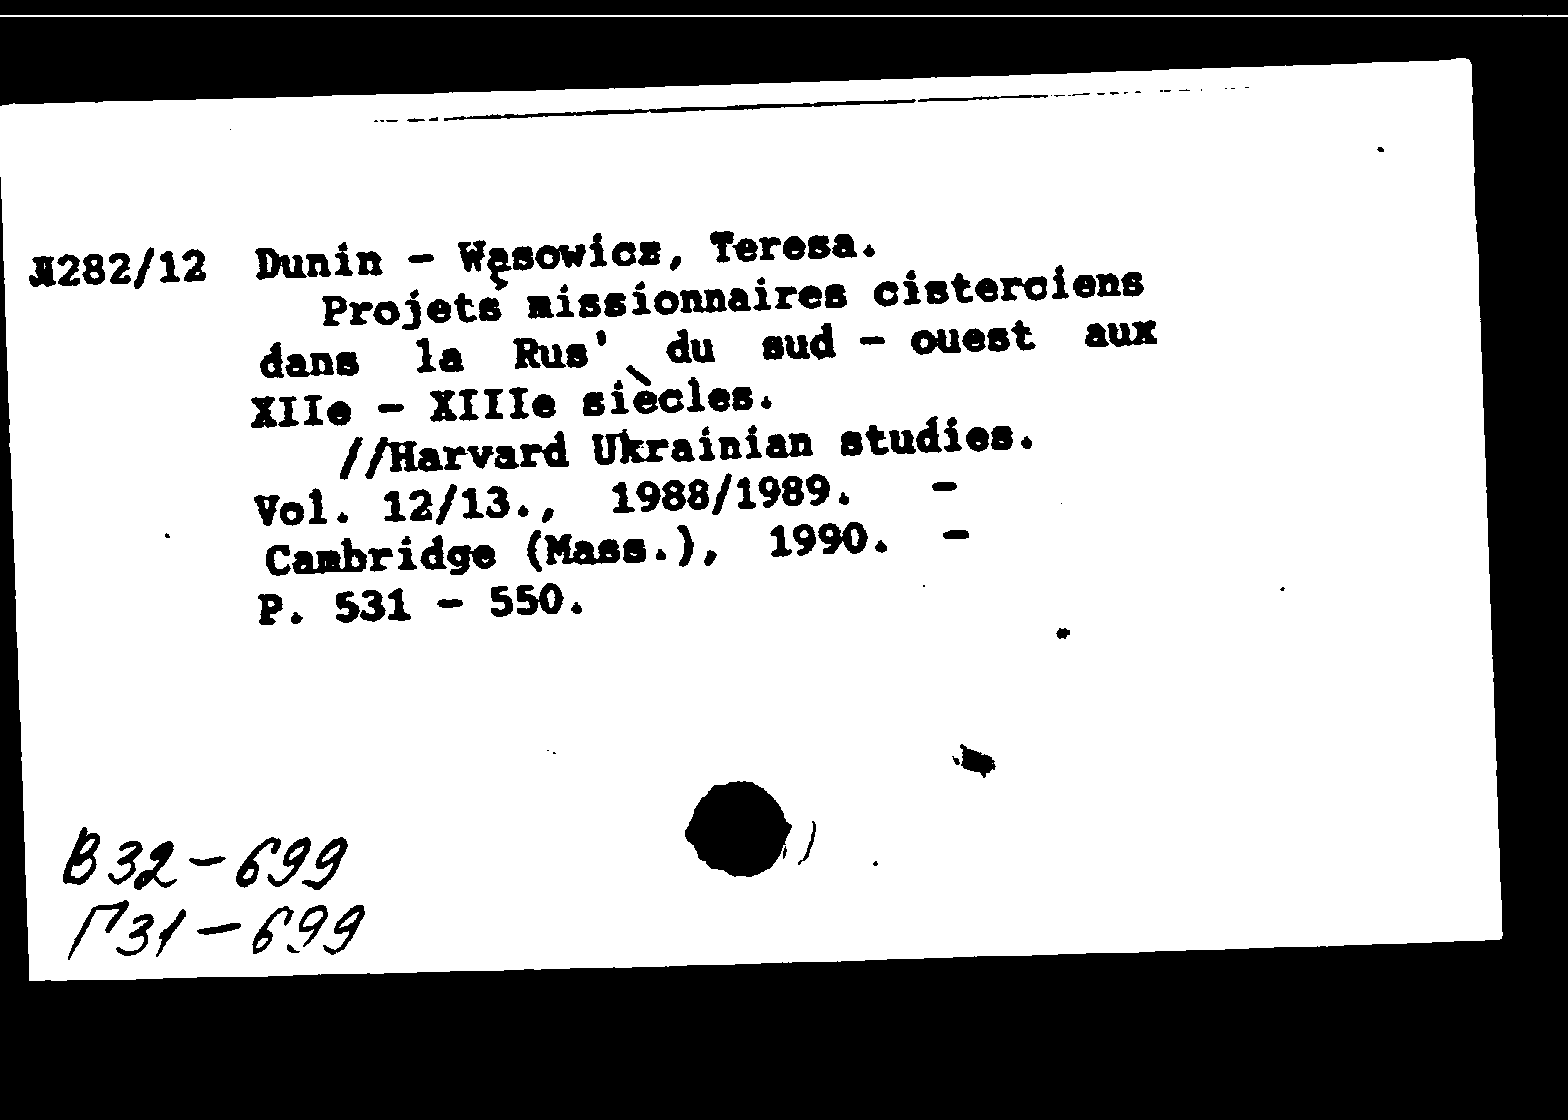 Л282/12 Dunin - Wąsowicz, Teresa.
Projets missionnaires cisterciens
dans la Rus' du sud - ouest aux
XIIe - XIIIe siècles.
//Harvard Ukrainian studies.
Vol. 12/13., 1988/1989. -
Cambridge (Mass.), 1990. -
P. 531 - 550.
В32-699
Г31-699